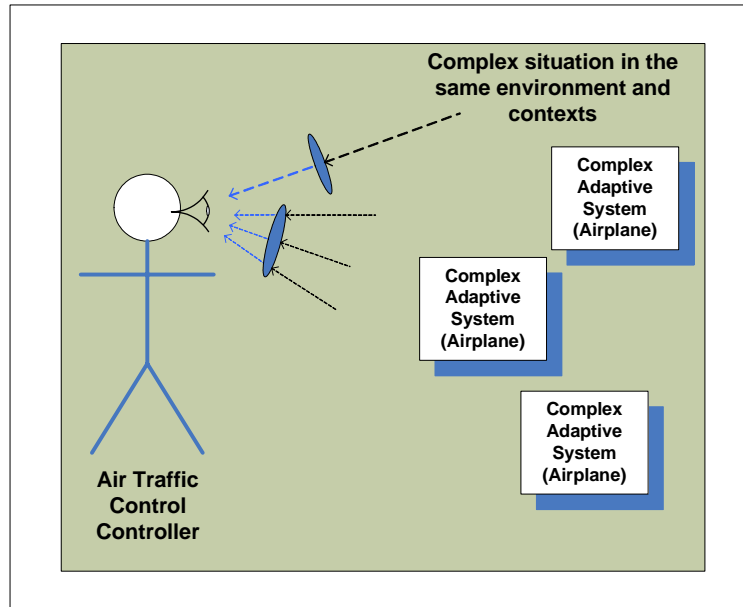 Complex situation in the
same environment and
contexts
Complex
Adaptive
System
(Airplane)
Complex
Adaptive
System
(Airplane)
Complex
Adaptive
System
(Airplane)
Air Traffic
Control
Controller